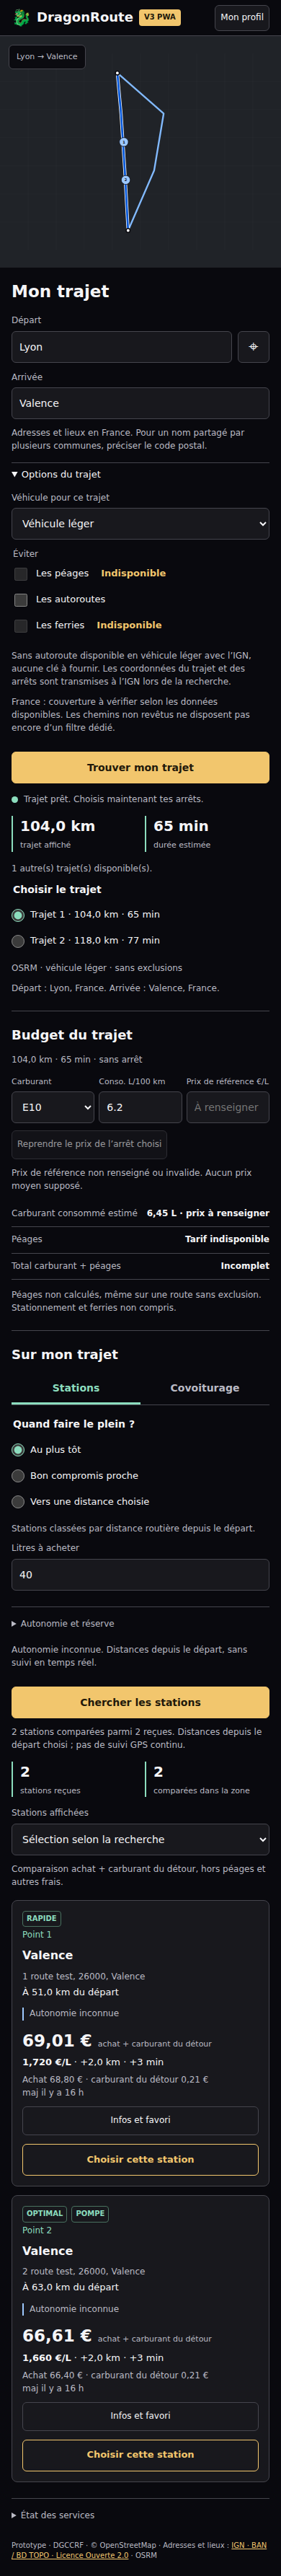 DragonRoute
V3 PWA
Mon profil
Lyon → Valence
1
2
Mon trajet
Départ
Lyon
Arrivée
Valence
Adresses et lieux en France. Pour un nom partagé par
plusieurs communes, préciser le code postal.
Options du trajet
Véhicule pour ce trajet
Véhicule léger
Éviter
Les péages Indisponible
Les autoroutes
Les ferries Indisponible
Sans autoroute disponible en véhicule léger avec l’IGN,
aucune clé à fournir. Les coordonnées du trajet et des
arrêts sont transmises à l’IGN lors de la recherche.
France : couverture à vérifier selon les données
disponibles. Les chemins non revêtus ne disposent pas
encore d’un filtre dédié.
Trouver mon trajet
Trajet prêt. Choisis maintenant tes arrêts.
104,0 km
trajet affiché
65 min
durée estimée
1 autre(s) trajet(s) disponible(s).
Choisir le trajet
Trajet 1 · 104,0 km · 65 min
Trajet 2 · 118,0 km · 77 min
OSRM · véhicule léger · sans exclusions
Départ : Lyon, France. Arrivée : Valence, France.
Budget du trajet
104,0 km · 65 min · sans arrêt
Carburant
Conso. L/100 km
Prix de référence €/L
E10
6.2
À renseigner
Reprendre le prix de l’arrêt choisi
Prix de référence non renseigné ou invalide. Aucun prix
moyen supposé.
Carburant consommé estimé 6,45 L · prix à renseigner
Péages Tarif indisponible
Total carburant + péages Incomplet
Péages non calculés, même sur une route sans exclusion.
Stationnement et ferries non compris.
Sur mon trajet
Stations
Covoiturage
Quand faire le plein ?
Au plus tôt
Bon compromis proche
Vers une distance choisie
Stations classées par distance routière depuis le départ.
Litres à acheter
40
Autonomie et réserve
Autonomie inconnue. Distances depuis le départ, sans
suivi en temps réel.
Chercher les stations
2 stations comparées parmi 2 reçues. Distances depuis le
départ choisi ; pas de suivi GPS continu.
2
stations reçues
2
comparées dans la zone
Stations affichées
Sélection selon la recherche
Comparaison achat + carburant du détour, hors péages et
autres frais.
RAPIDE
Point 1
Valence
1 route test, 26000, Valence
À 51,0 km du départ
Autonomie inconnue
69,01 € achat + carburant du détour
1,720 €/L · +2,0 km · +3 min
Achat 68,80 € · carburant du détour 0,21 €
maj il y a 16 h
Infos et favori
Choisir cette station
OPTIMAL POMPE
Point 2
Valence
2 route test, 26000, Valence
À 63,0 km du départ
Autonomie inconnue
66,61 € achat + carburant du détour
1,660 €/L · +2,0 km · +3 min
Achat 66,40 € · carburant du détour 0,21 €
maj il y a 16 h
Infos et favori
Choisir cette station
État des services
Prototype · DGCCRF · © OpenStreetMap · Adresses et lieux : IGN · BAN
/ BD TOPO · Licence Ouverte 2.0 · OSRM